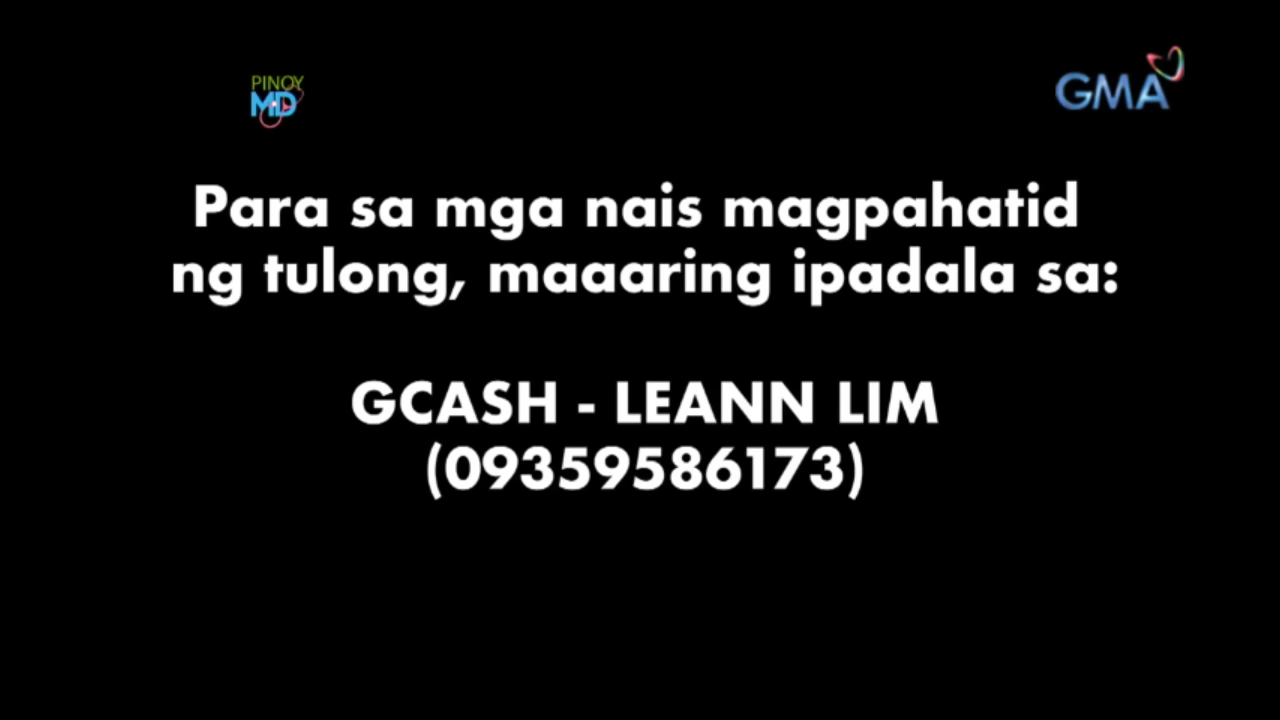 PINOY
MD
GMA
Para sa mga nais magpahatid
ng tulong, maaaring ipadala sa:
GCASH - LEANN LIM
(09359586173)